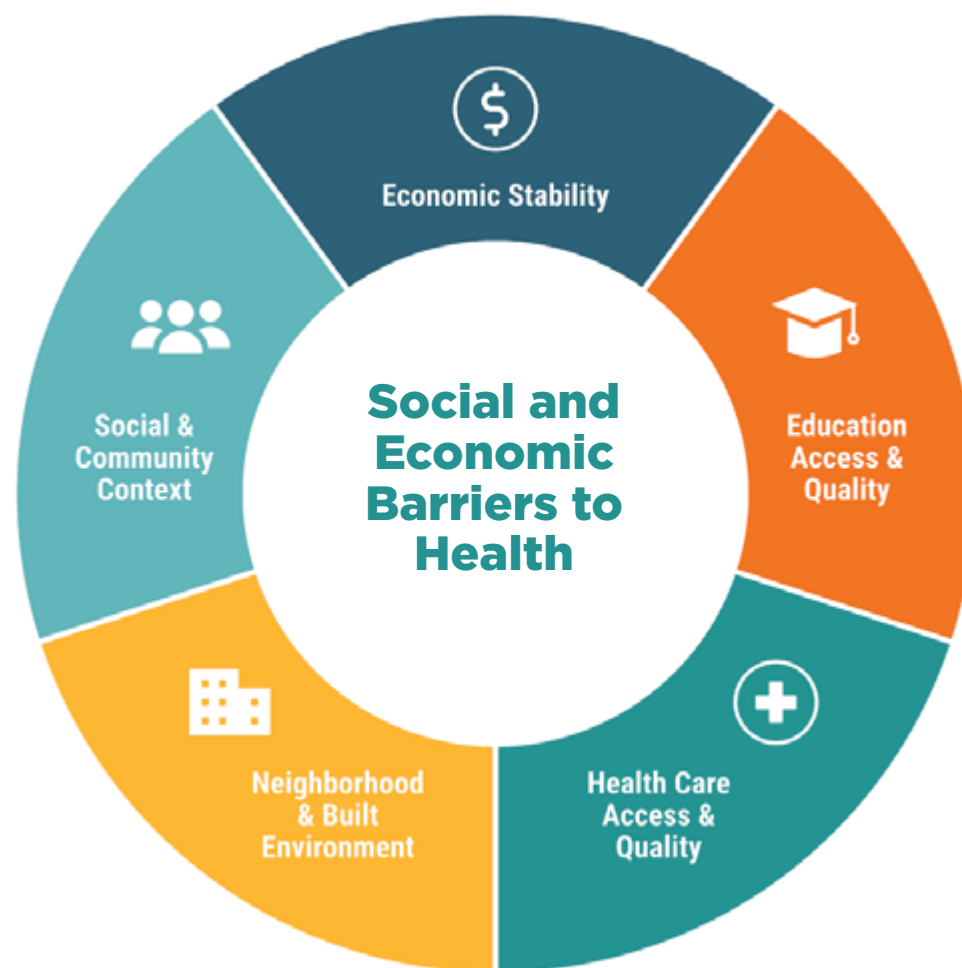 $
Economic Stability
Education
Access &
Quality
Health Care
Access &
Quality
Neighborhood
& Built
Environment
Social &
Community
Context
Social and
Economic
Barriers to
Health